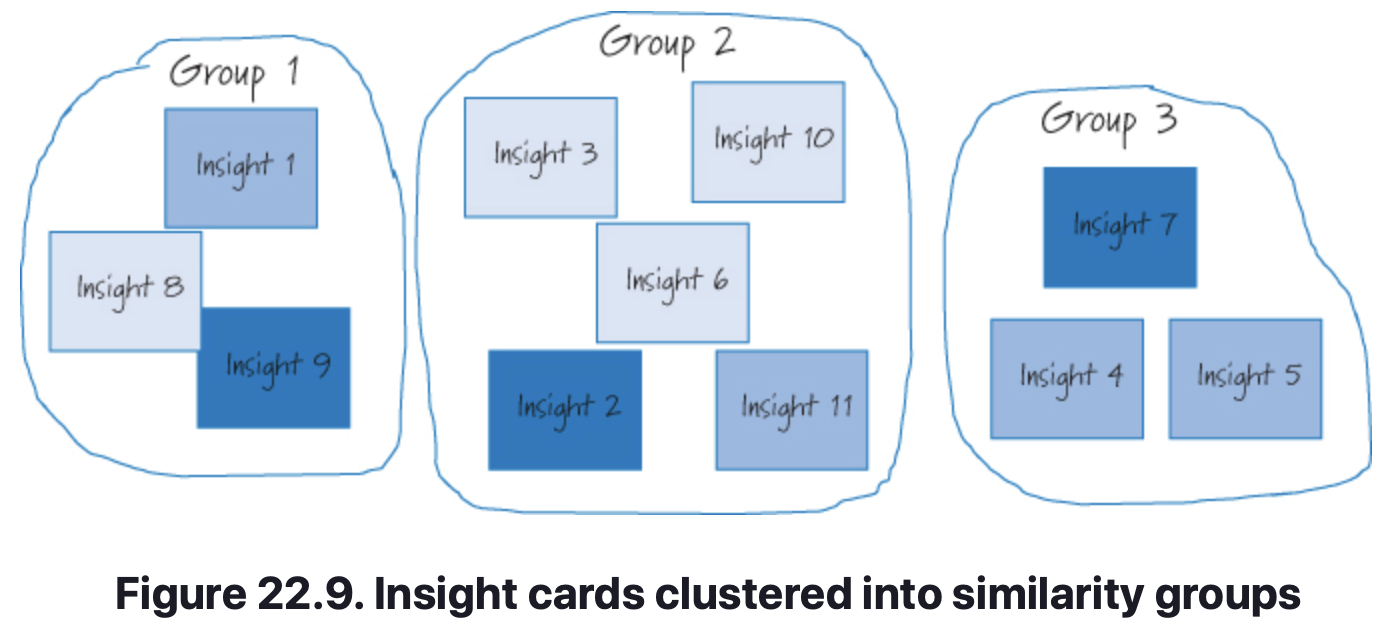 Group 1
Insight 1
Insight 8
Insight 9
Group 2
Insight 3
Insight 10
Insight 6
Insight 2
Insight 11
Group 3
Insight 7
Insight 4
Insight 5
Figure 22.9. Insight cards clustered into similarity groups